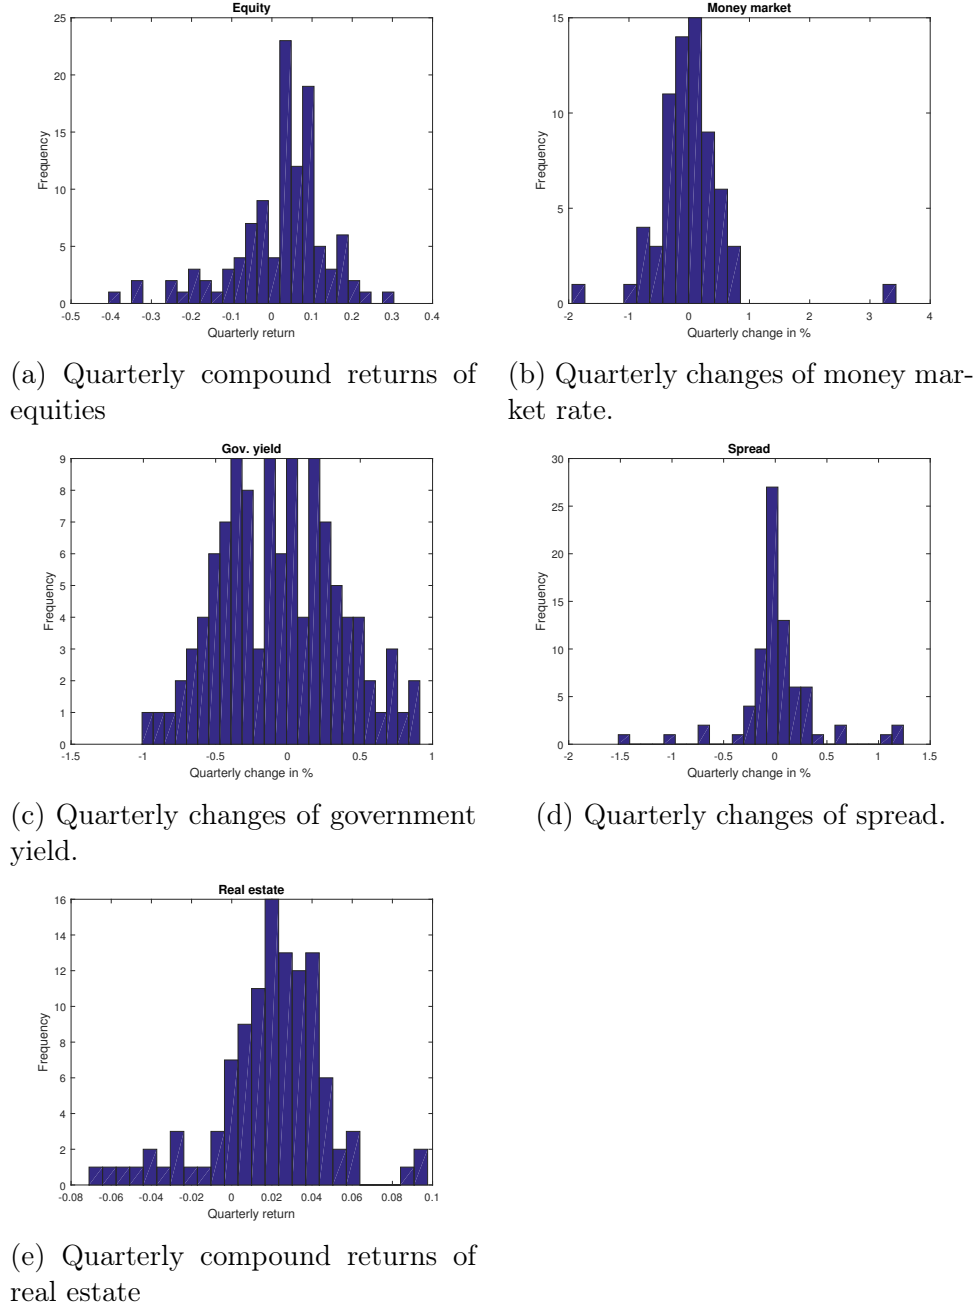 Equity
25
20
15
10
5
0
Frequency
-0.5 -0.4 -0.3 -0.2 -0.1 0 0.1 0.2 0.3 0.4
Quarterly return
(a) Quarterly compound returns of
equities
Money market
15
10
5
0
Frequency
-2 -1 0 1 2 3 4
Quarterly change in %
(b) Quarterly changes of money mar-
ket rate.
Gov. yield
9
8
7
6
5
4
3
2
1
0
Frequency
-1.5 -1 -0.5 0 0.5 1
Quarterly change in %
(c) Quarterly changes of government
yield.
Spread
30
25
20
15
10
5
0
Frequency
-2 -1.5 -1 -0.5 0 0.5 1 1.5
Quarterly change in %
(d) Quarterly changes of spread.
Real estate
16
14
12
10
8
6
4
2
0
Frequency
-0.08 -0.06 -0.04 -0.02 0 0.02 0.04 0.06 0.08 0.1
Quarterly return
(e) Quarterly compound returns of
real estate